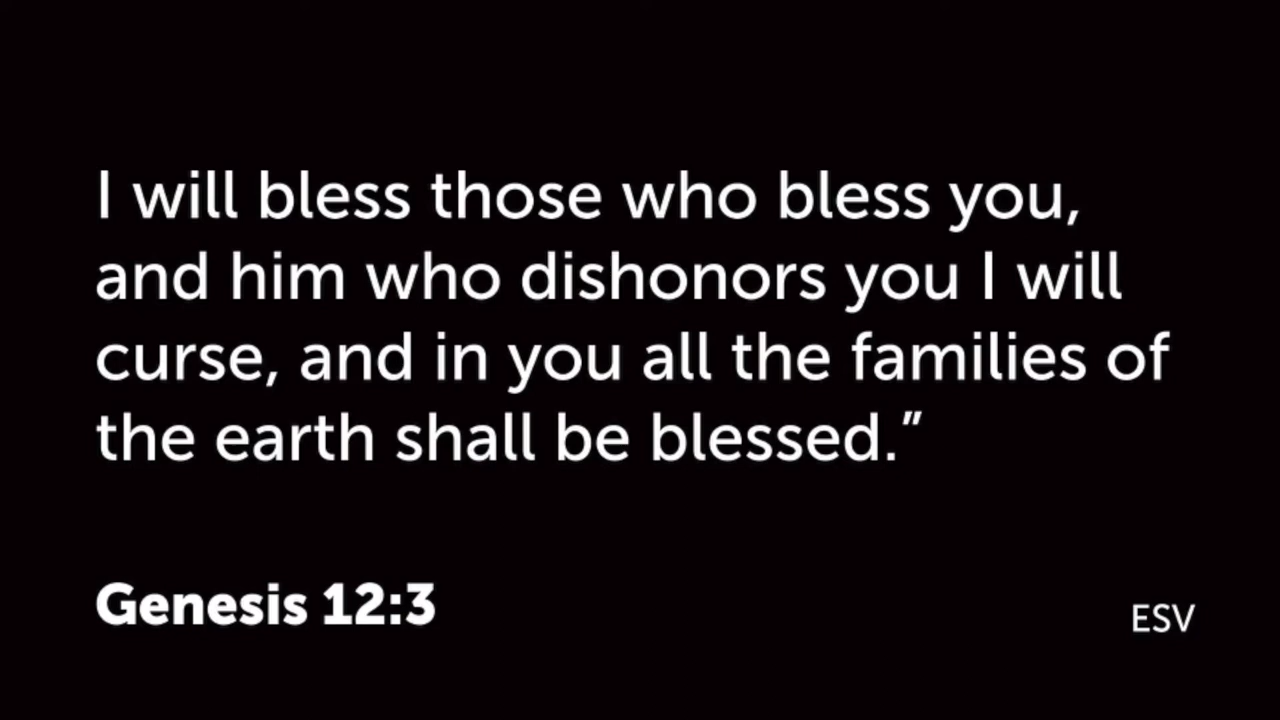 I will bless those who bless you,
and him who dishonors you I will
curse, and in you all the families of
the earth shall be blessed.”
Genesis 12:3
ESV